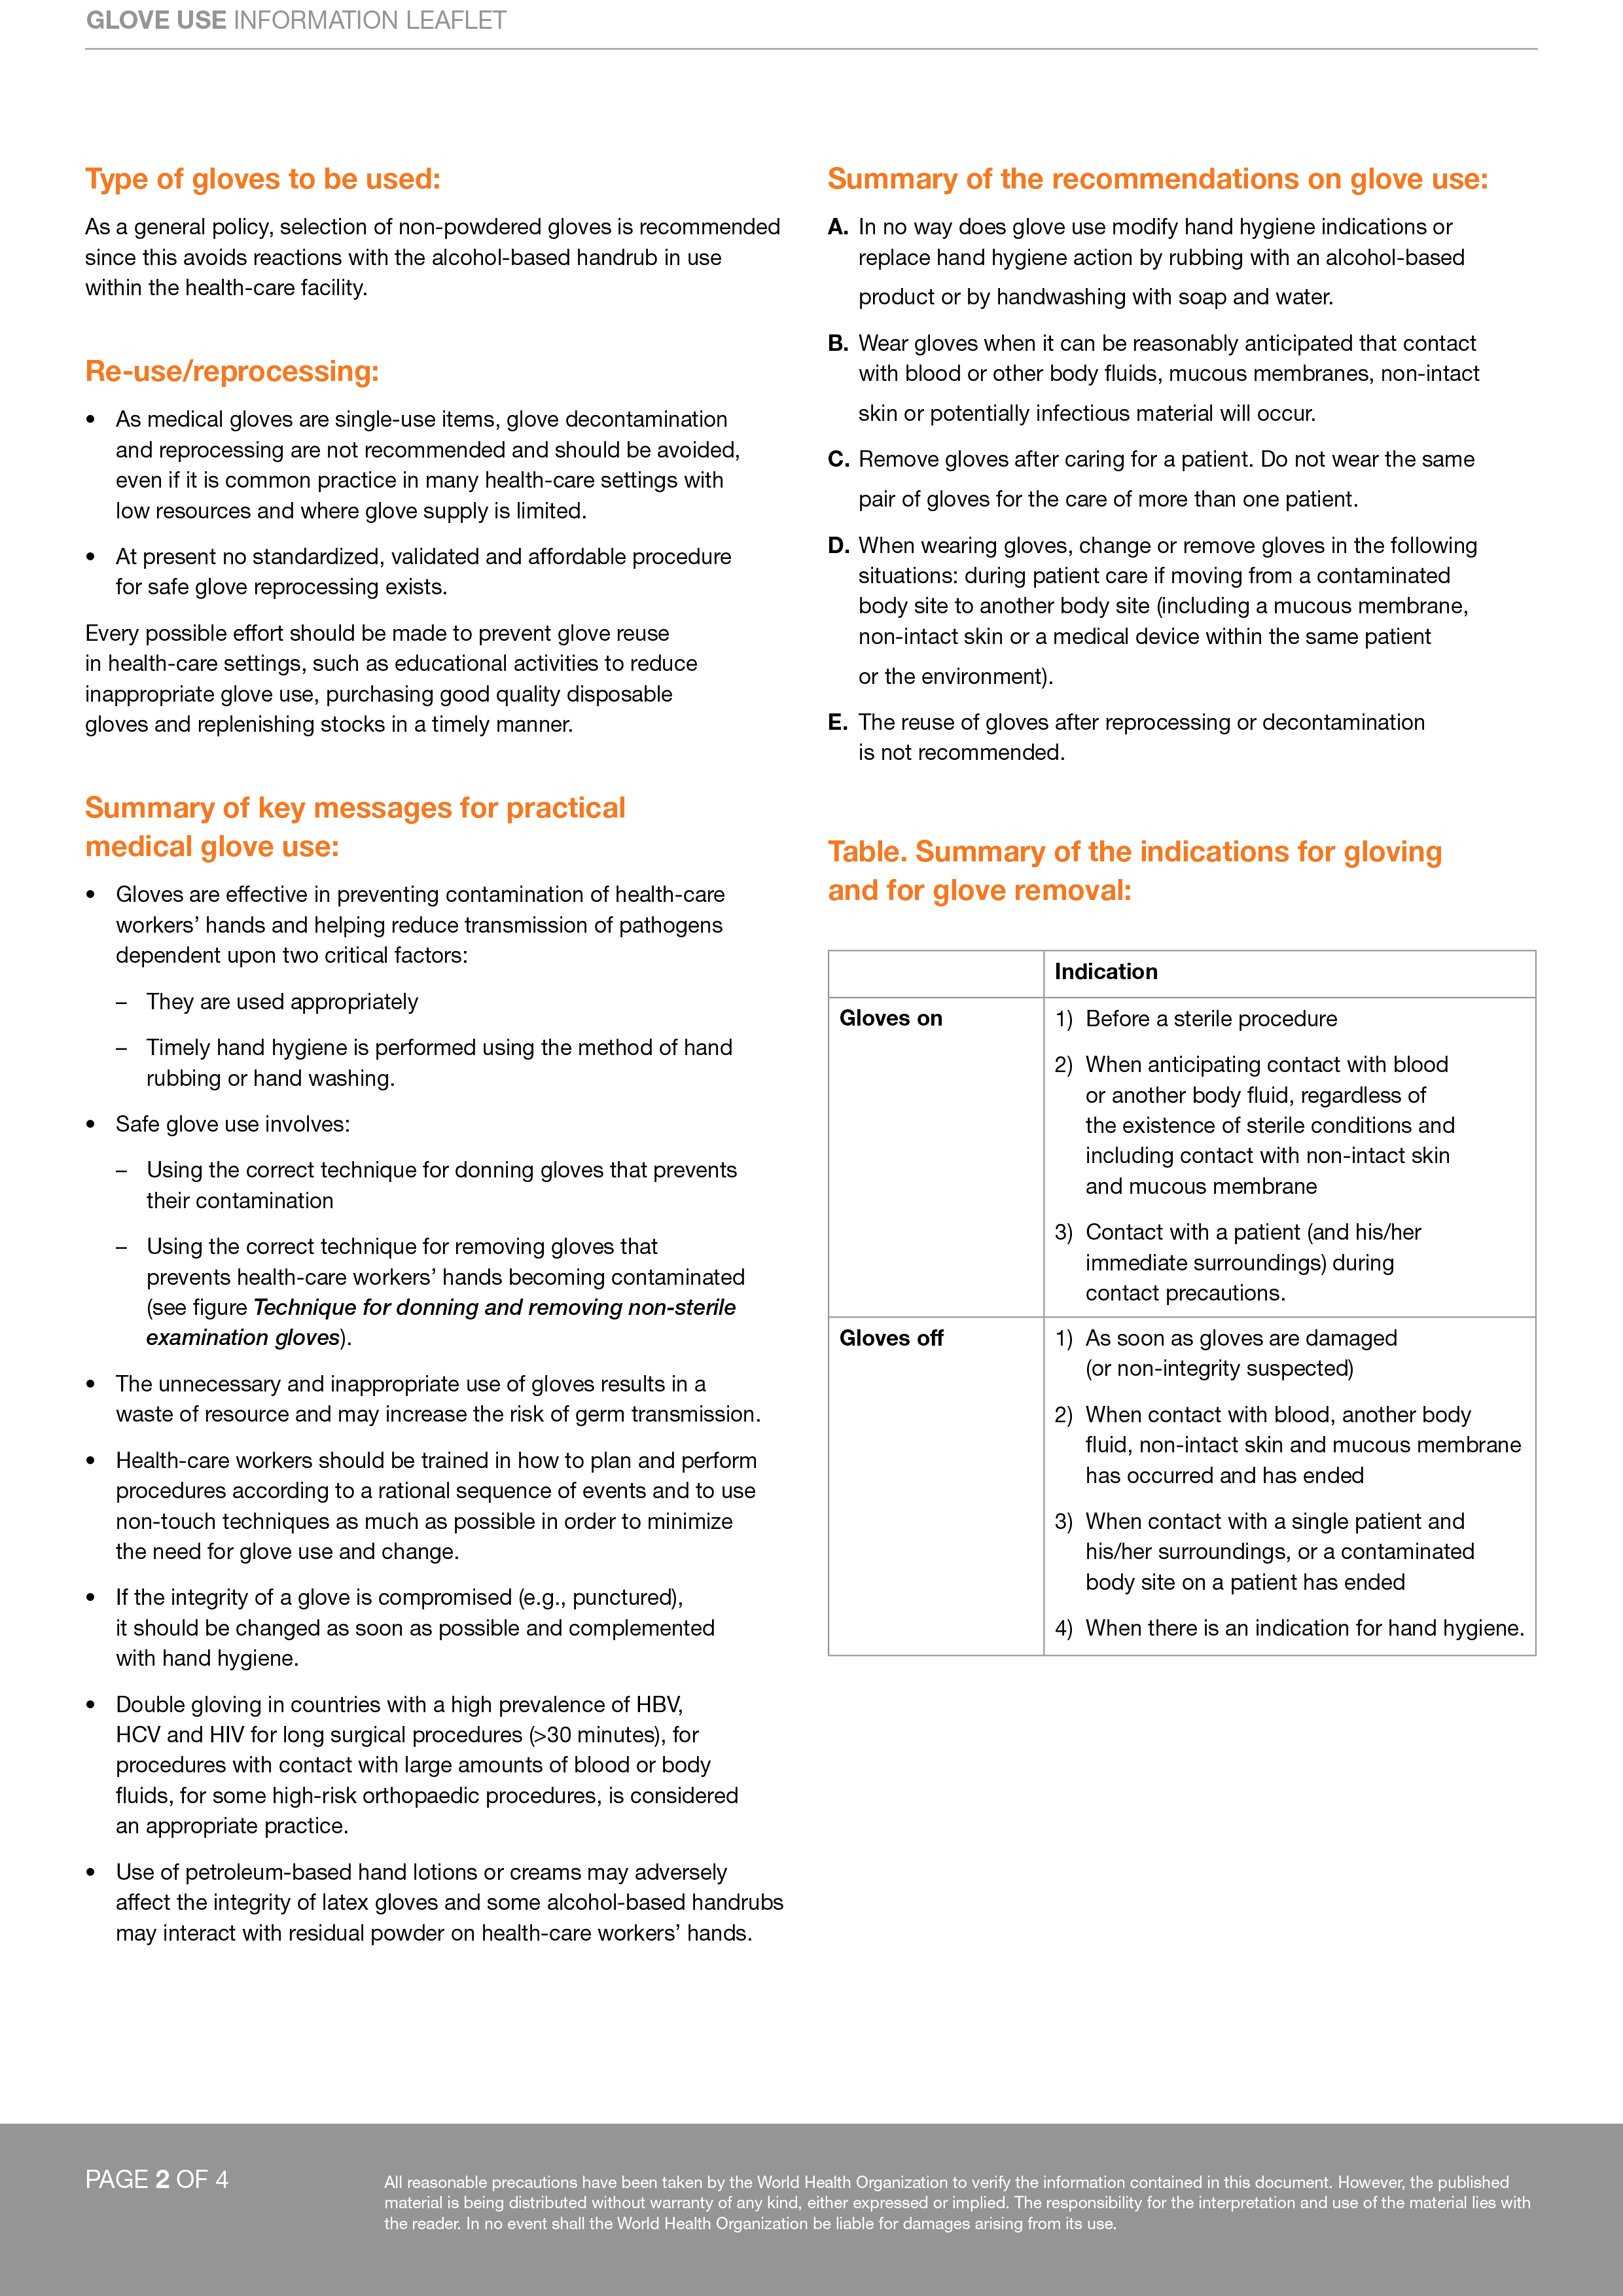 GLOVE USE INFORMATION LEAFLET
Type of gloves to be used:
As a general policy, selection of non-powdered gloves is recommended
since this avoids reactions with the alcohol-based handrub in use
within the health-care facility.
Re-use/reprocessing:
• As medical gloves are single-use items, glove decontamination
and reprocessing are not recommended and should be avoided,
even if it is common practice in many health-care settings with
low resources and where glove supply is limited.
• At present no standardized, validated and affordable procedure
for safe glove reprocessing exists.
Every possible effort should be made to prevent glove reuse
in health-care settings, such as educational activities to reduce
inappropriate glove use, purchasing good quality disposable
gloves and replenishing stocks in a timely manner.
Summary of key messages for practical
medical glove use:
• Gloves are effective in preventing contamination of health-care
workers’ hands and helping reduce transmission of pathogens
dependent upon two critical factors:
– They are used appropriately
– Timely hand hygiene is performed using the method of hand
rubbing or hand washing.
• Safe glove use involves:
– Using the correct technique for donning gloves that prevents
their contamination
– Using the correct technique for removing gloves that
prevents health-care workers’ hands becoming contaminated
(see figure Technique for donning and removing non-sterile
examination gloves).
• The unnecessary and inappropriate use of gloves results in a
waste of resource and may increase the risk of germ transmission.
• Health-care workers should be trained in how to plan and perform
procedures according to a rational sequence of events and to use
non-touch techniques as much as possible in order to minimize
the need for glove use and change.
• If the integrity of a glove is compromised (e.g., punctured),
it should be changed as soon as possible and complemented
with hand hygiene.
• Double gloving in countries with a high prevalence of HBV,
HCV and HIV for long surgical procedures (>30 minutes), for
procedures with contact with large amounts of blood or body
fluids, for some high-risk orthopaedic procedures, is considered
an appropriate practice.
• Use of petroleum-based hand lotions or creams may adversely
affect the integrity of latex gloves and some alcohol-based handrubs
may interact with residual powder on health-care workers’ hands.
Summary of the recommendations on glove use:
A. In no way does glove use modify hand hygiene indications or
replace hand hygiene action by rubbing with an alcohol-based
product or by handwashing with soap and water.
B. Wear gloves when it can be reasonably anticipated that contact
with blood or other body fluids, mucous membranes, non-intact
skin or potentially infectious material will occur.
C. Remove gloves after caring for a patient. Do not wear the same
pair of gloves for the care of more than one patient.
D. When wearing gloves, change or remove gloves in the following
situations: during patient care if moving from a contaminated
body site to another body site (including a mucous membrane,
non-intact skin or a medical device within the same patient
or the environment).
E. The reuse of gloves after reprocessing or decontamination
is not recommended.
Table. Summary of the indications for gloving
and for glove removal:
Indication
Gloves on 1) Before a sterile procedure
2) When anticipating contact with blood
or another body fluid, regardless of
the existence of sterile conditions and
including contact with non-intact skin
and mucous membrane
3) Contact with a patient (and his/her
immediate surroundings) during
contact precautions.
Gloves off 1) As soon as gloves are damaged
(or non-integrity suspected)
2) When contact with blood, another body
fluid, non-intact skin and mucous membrane
has occurred and has ended
3) When contact with a single patient and
his/her surroundings, or a contaminated
body site on a patient has ended
4) When there is an indication for hand hygiene.
PAGE 2 OF 4
All reasonable precautions have been taken by the World Health Organization to verify the information contained in this document. However, the published
material is being distributed without warranty of any kind, either expressed or implied. The responsibility for the interpretation and use of the material lies with
the reader. In no event shall the World Health Organization be liable for damages arising from its use.